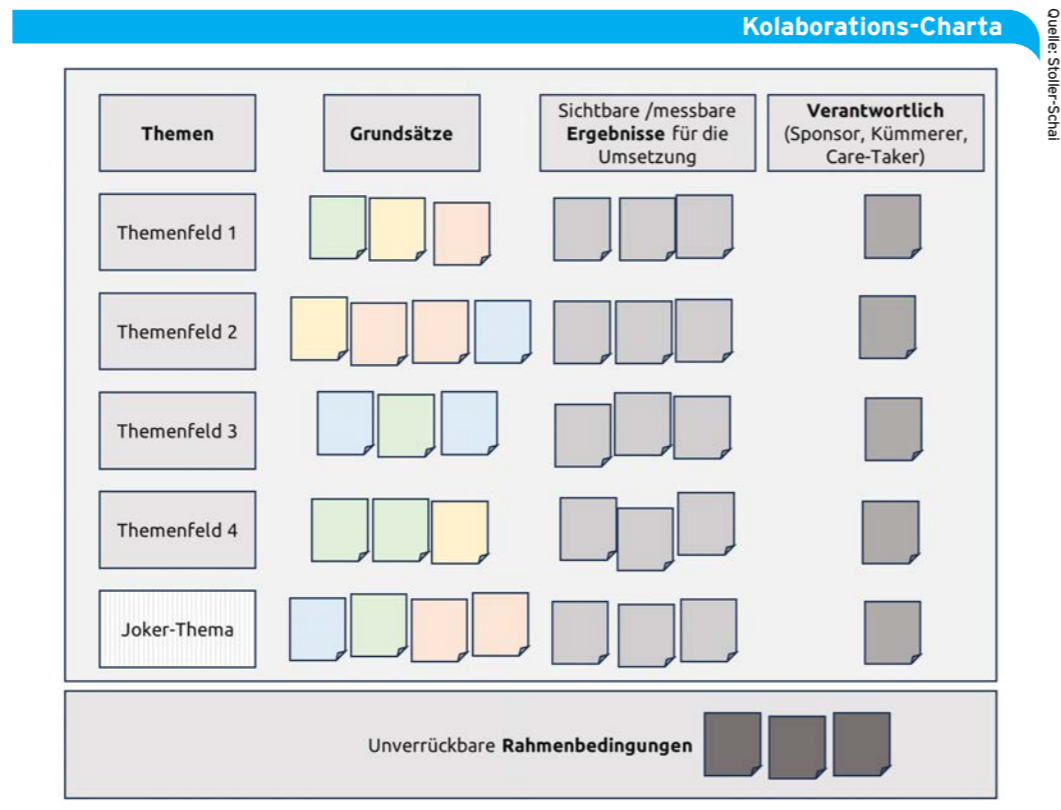 Kolaborations-Charta
Quelle: Stoller-Schai
Themen
Grundsätze
Sichtbare /messbare
Ergebnisse für die
Umsetzung
Verantwortlich
(Sponsor, Kümmerer,
Care-Taker)
Themenfeld 1
Themenfeld 2
Themenfeld 3
Themenfeld 4
Joker-Thema
Unverrückbare Rahmenbedingungen